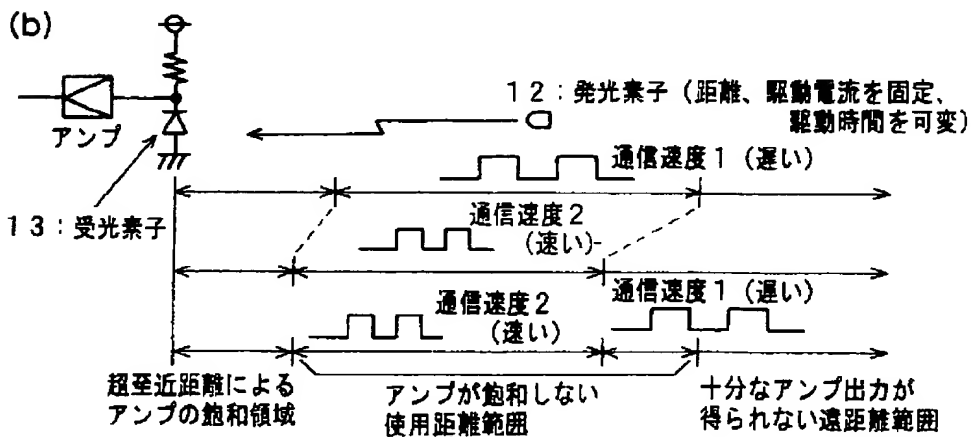 (b)
アンプ
12：発光素子（距離、駆動電流を固定、
駆動時間を可変）
13：受光素子
通信速度1（遅い）
通信速度2
（速い）
通信速度2
（速い）
通信速度1（遅い）
超至近距離による
アンプの飽和領域
アンプが飽和しない
使用距離範囲
十分なアンプ出力が
得られない遠距離範囲